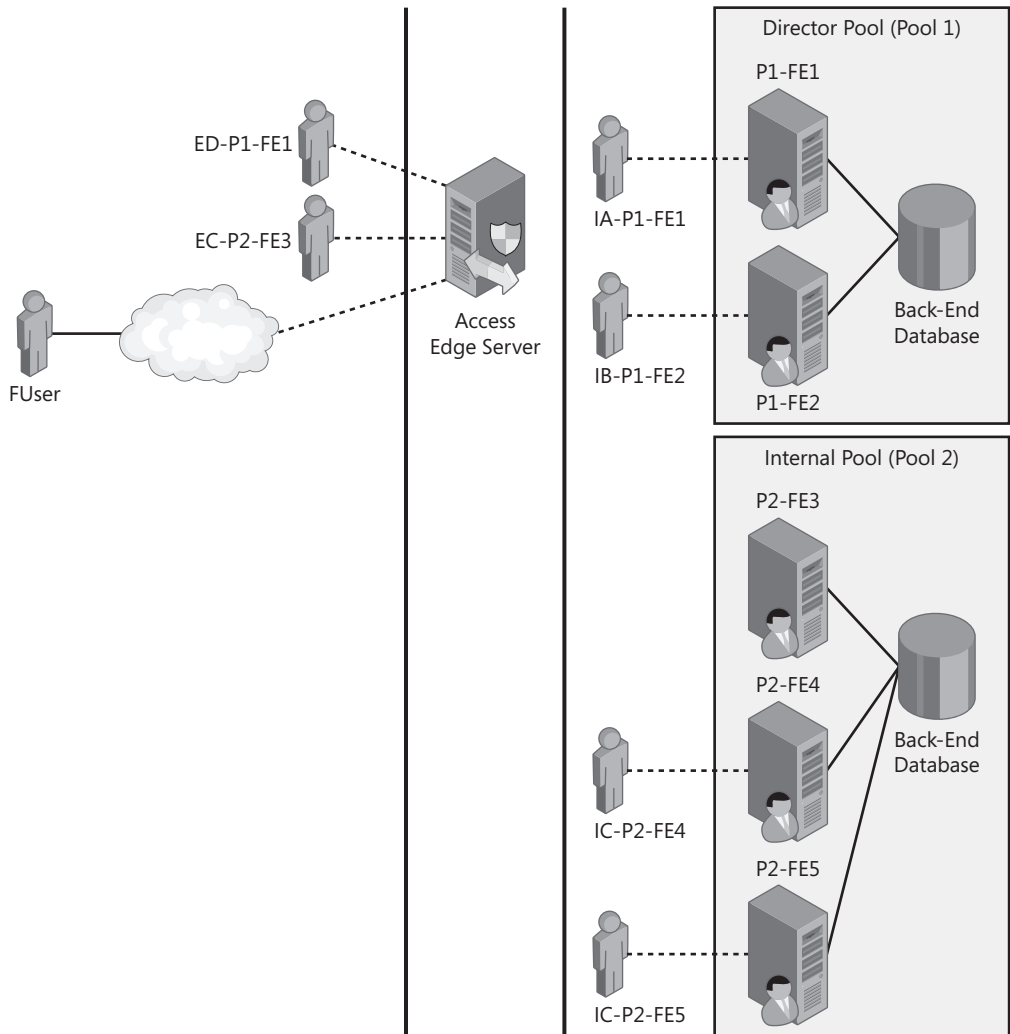 Director Pool (Pool 1)
P1-FE1
ED-P1-FE1
IA-P1-FE1
EC-P2-FE3
Access
Edge Server
FUser
IB-P1-FE2
P1-FE2
Back-End
Database
Internal Pool (Pool 2)
P2-FE3
P2-FE4
Back-End
Database
IC-P2-FE4
P2-FE5
IC-P2-FE5